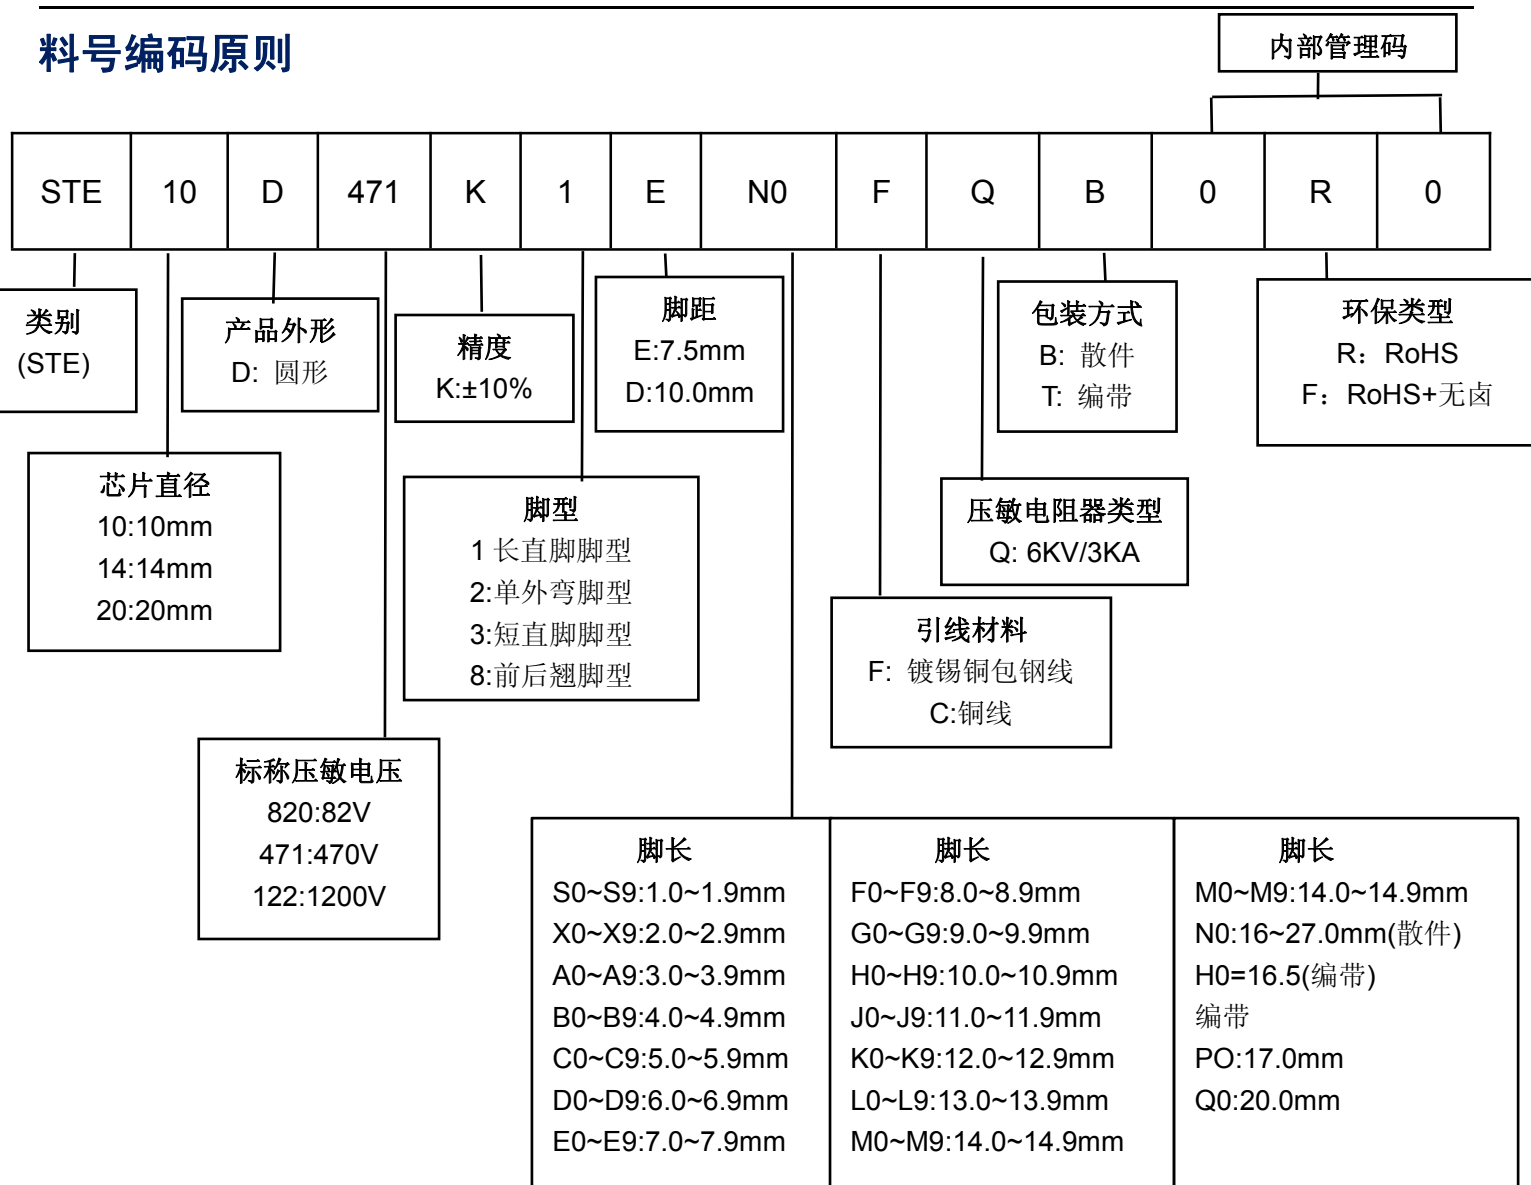 料号编码原则
内部管理码
STE 10 D 471 K 1 E N0 F Q B 0 R 0
类别
(STE)
产品外形
D: 圆形
精度
K:±10%
脚距
E:7.5mm
D:10.0mm
包装方式
B: 散件
T: 编带
环保类型
R：RoHS
F：RoHS+无卤
芯片直径
10:10mm
14:14mm
20:20mm
脚型
1 长直脚脚型
2:单外弯脚型
3:短直脚脚型
8:前后翘脚型
压敏电阻器类型
Q: 6KV/3KA
引线材料
F: 镀锡铜包钢线
C:铜线
标称压敏电压
820:82V
471:470V
122:1200V
脚长
S0~S9:1.0~1.9mm
X0~X9:2.0~2.9mm
A0~A9:3.0~3.9mm
B0~B9:4.0~4.9mm
C0~C9:5.0~5.9mm
D0~D9:6.0~6.9mm
E0~E9:7.0~7.9mm
脚长
F0~F9:8.0~8.9mm
G0~G9:9.0~9.9mm
H0~H9:10.0~10.9mm
J0~J9:11.0~11.9mm
K0~K9:12.0~12.9mm
L0~L9:13.0~13.9mm
M0~M9:14.0~14.9mm
脚长
M0~M9:14.0~14.9mm
N0:16~27.0mm(散件)
H0=16.5(编带)
编带
PO:17.0mm
Q0:20.0mm